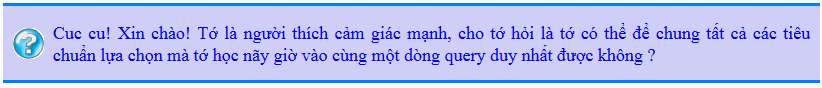 Cuc cu! Xin chào! Tớ là người thích cảm giác mạnh, cho tớ hỏi là tớ có thể để chung tất cả các tiêu
chuẩn lựa chọn mà tớ học nãy giờ vào cùng một dòng query duy nhất được không ?